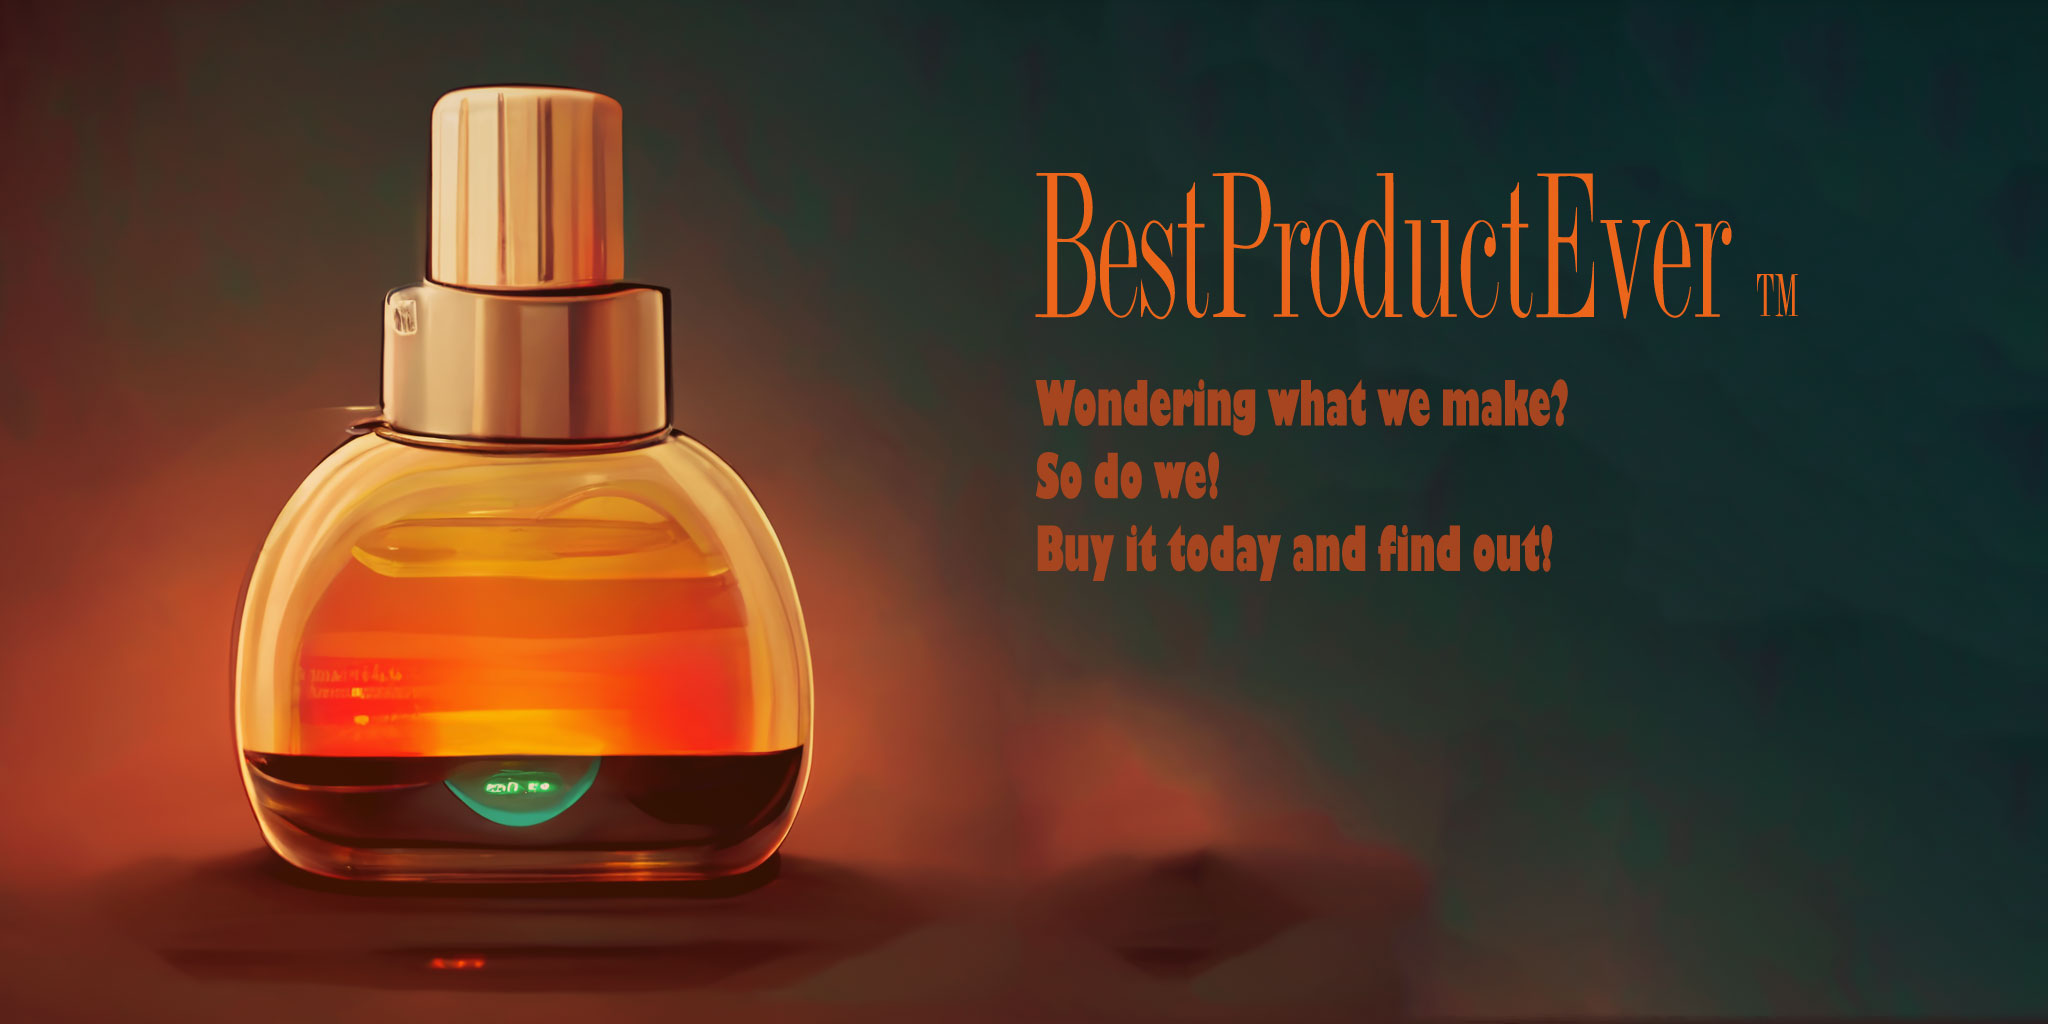 BestProductEver TM
Wondering what we make?
So do we!
Buy it today and find out!